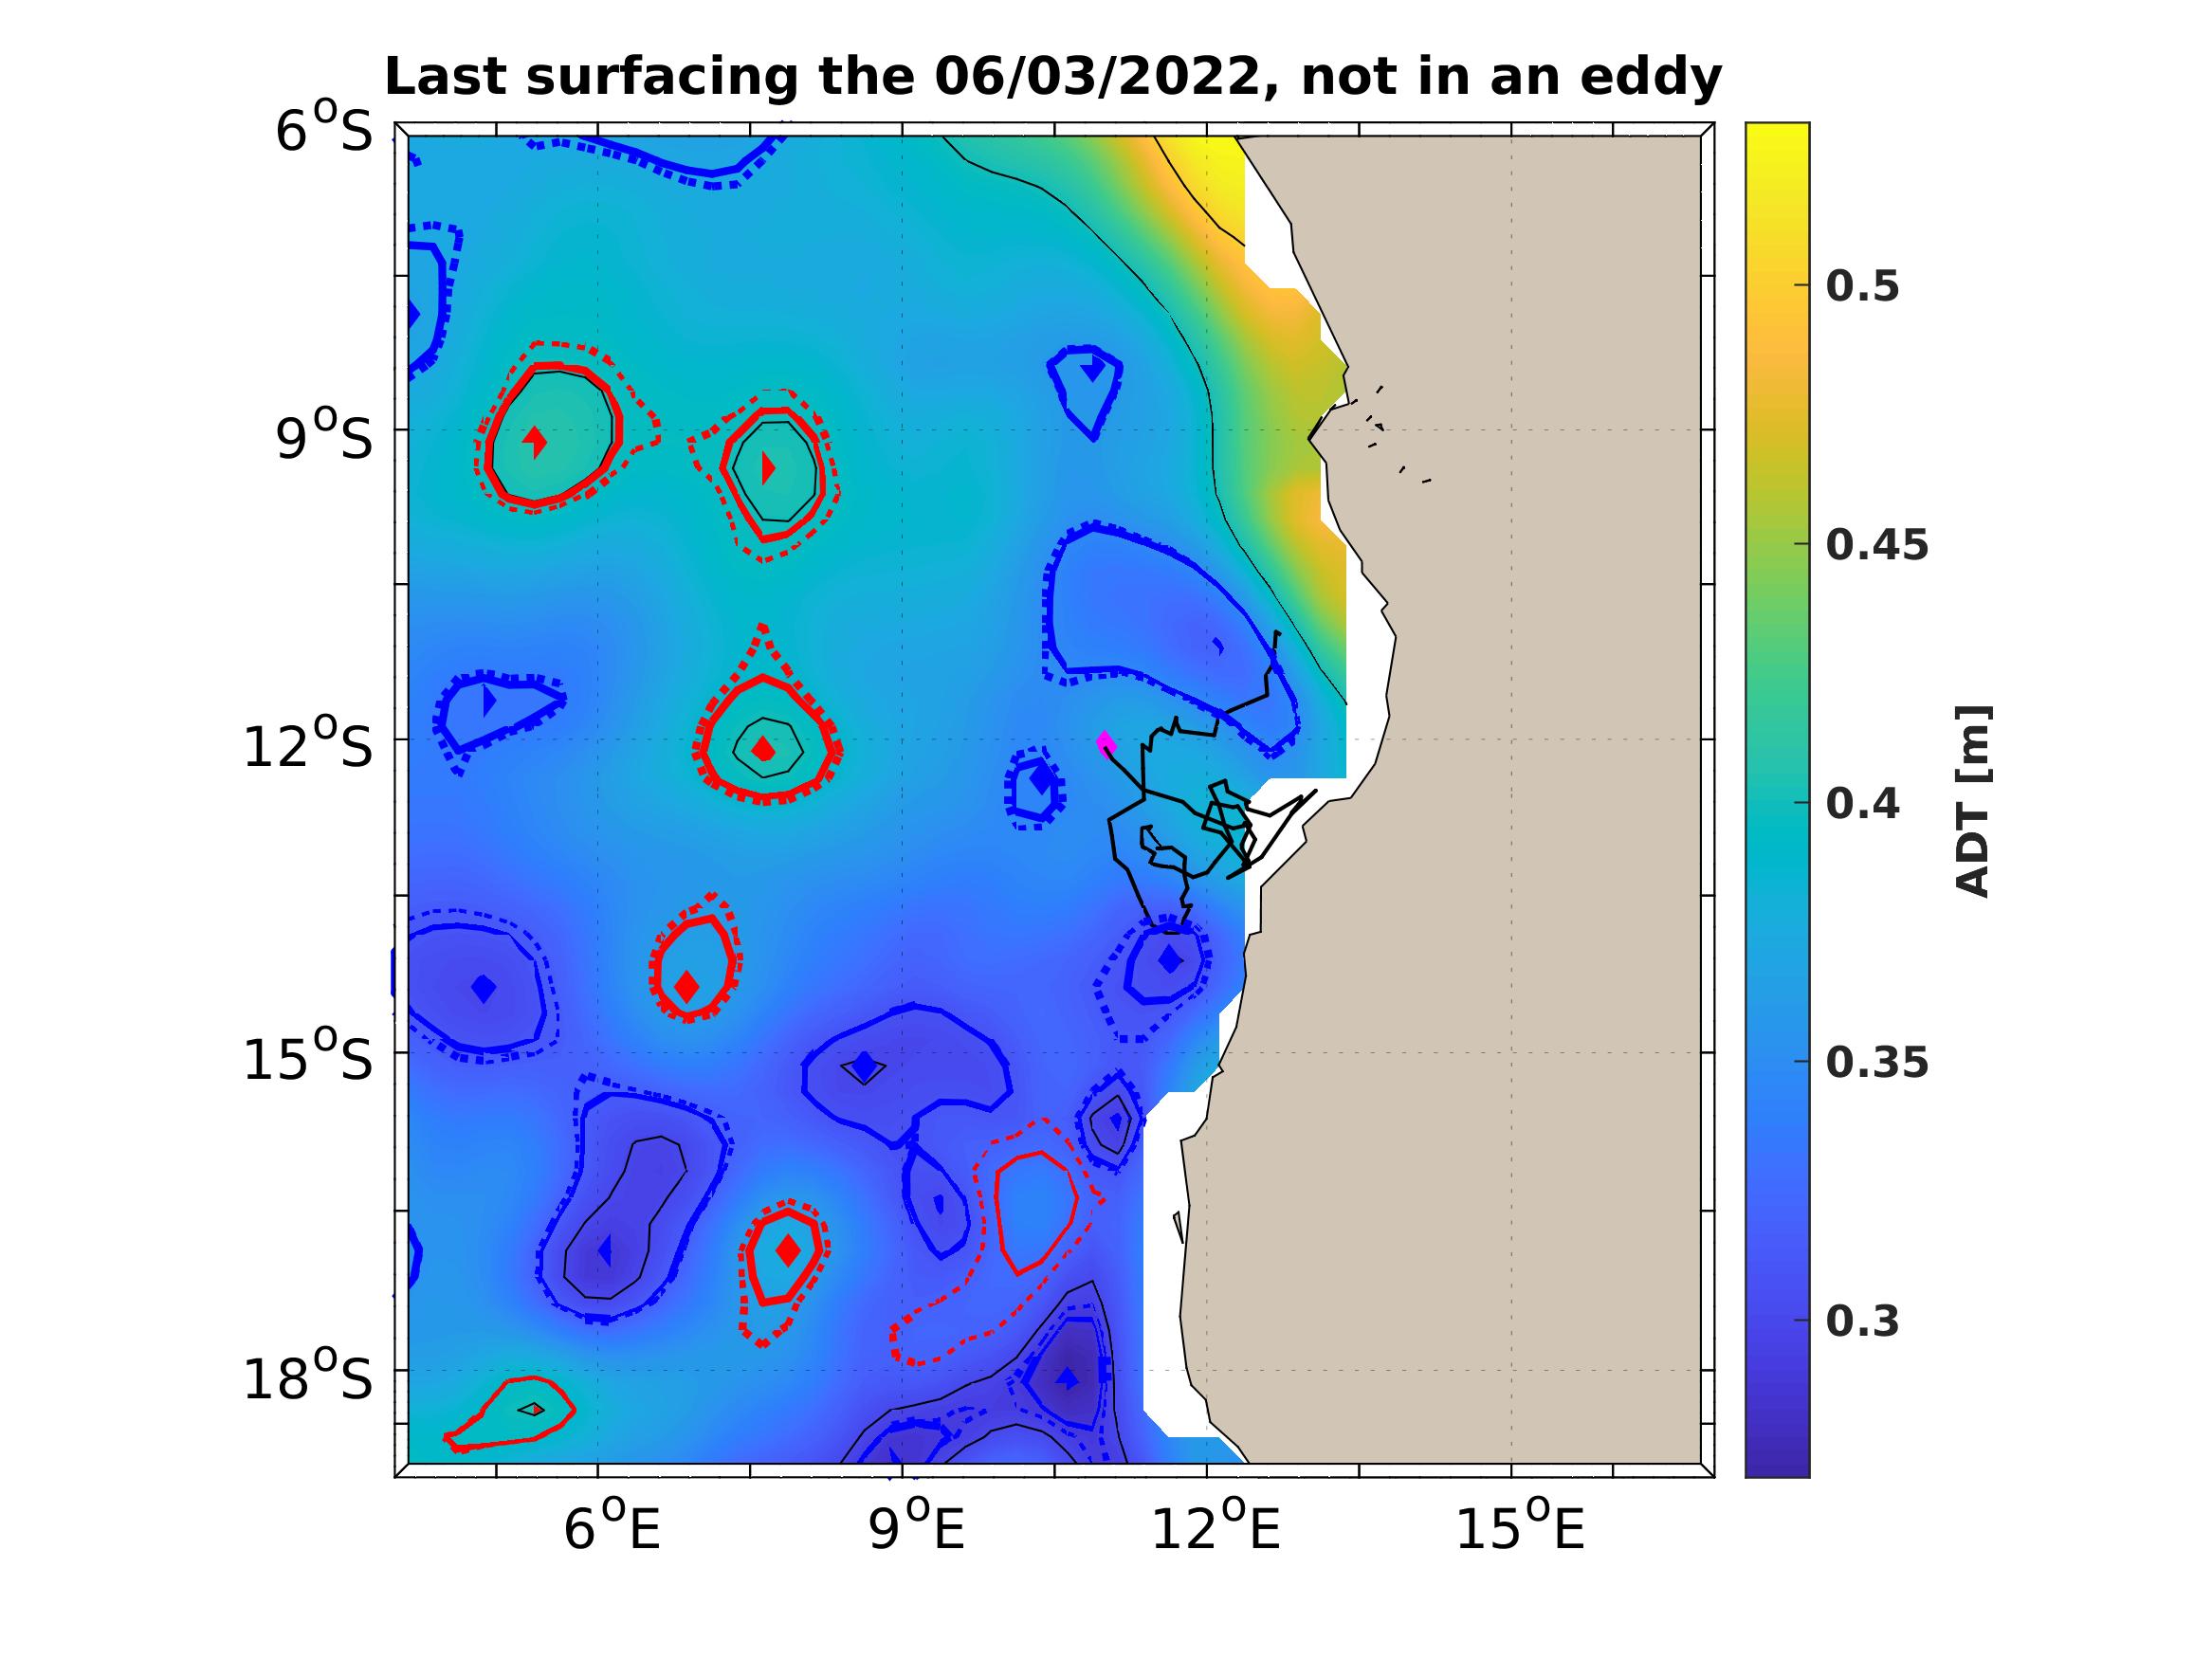 Last surfacing the 06/03/2022, not in an eddy
6°S
9°S
12°S
15°S
18°S
6°E
9°E
12°E
15°E
0.5
0.45
0.4
0.35
0.3
ADT [m]